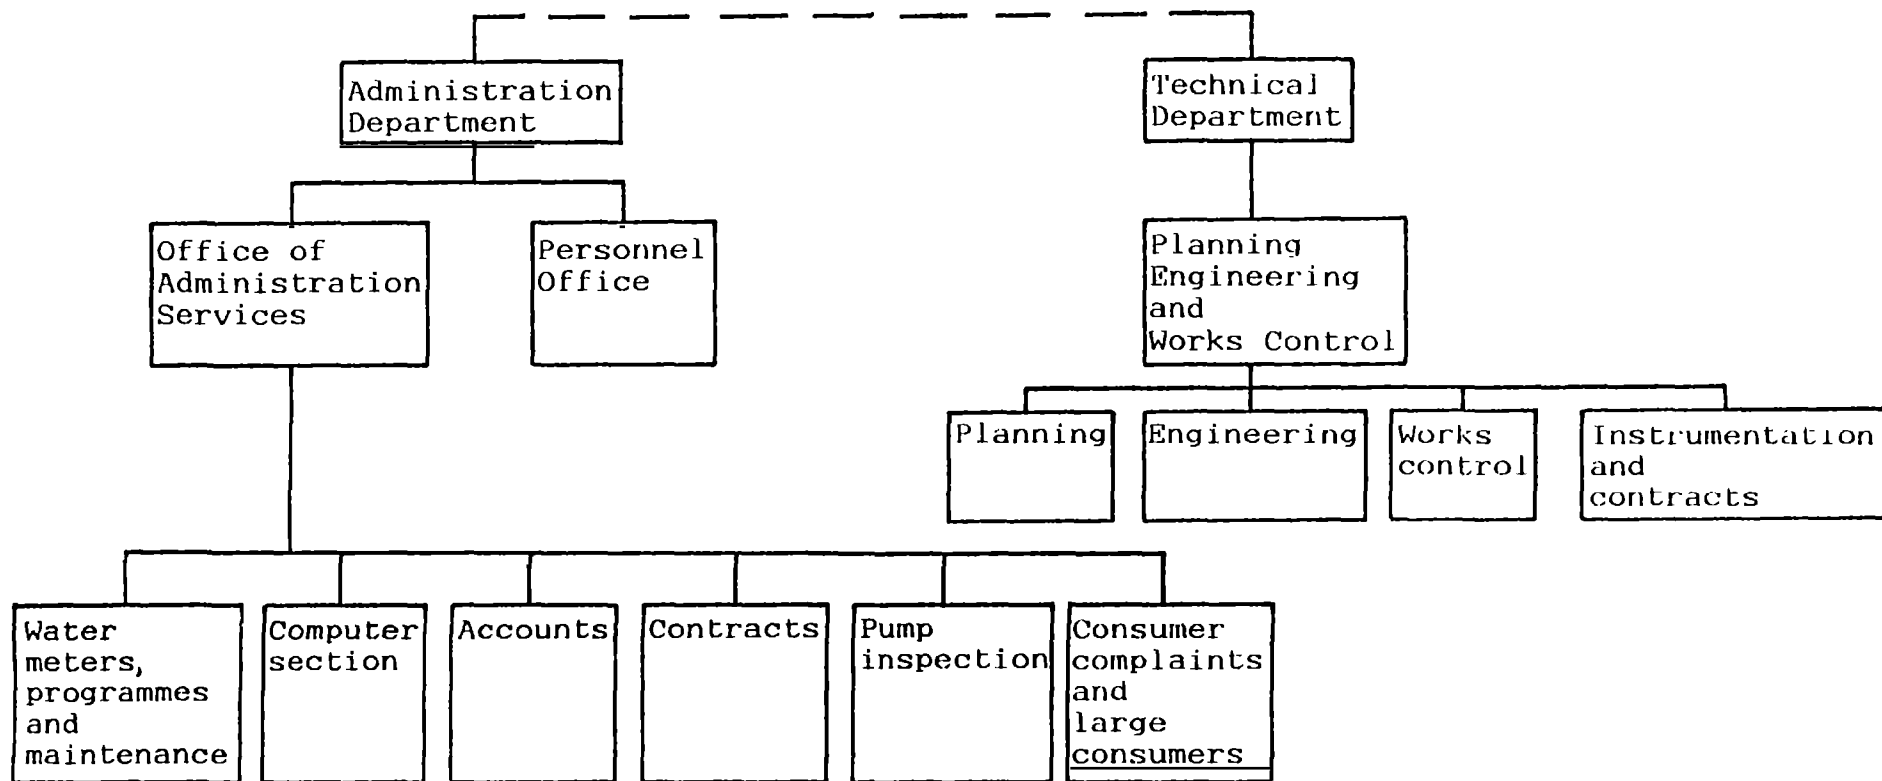 Administration
Department
Technical
Department
Office of
Administration
Services
Personnel
Office
Planning
Engineering
and
Works Control
Planning
Engineering
Works
control
Instrumentation
and
contracts
Water
meters,
programmes
and
maintenance
Computer
section
Accounts
Contracts
Pump
inspection
Consumer
complaints
and
large
consumers